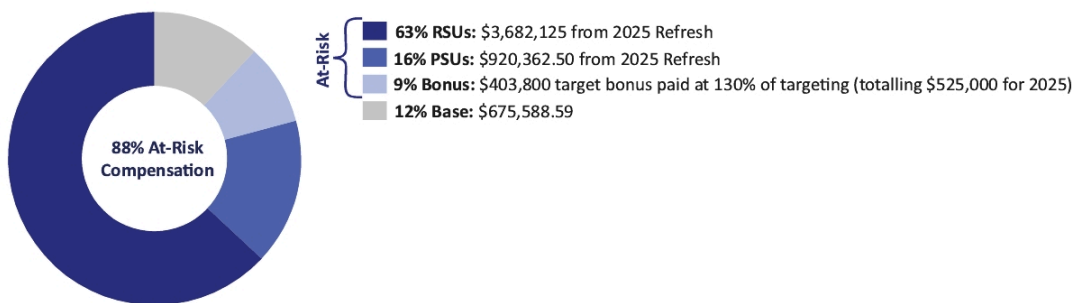 88% At-Risk
Compensation
At-Risk
63% RSUs: $3,682,125 from 2025 Refresh
16% PSUs: $920,362.50 from 2025 Refresh
9% Bonus: $403,800 target bonus paid at 130% of targeting (totalling $525,000 for 2025)
12% Base: $675,588.59